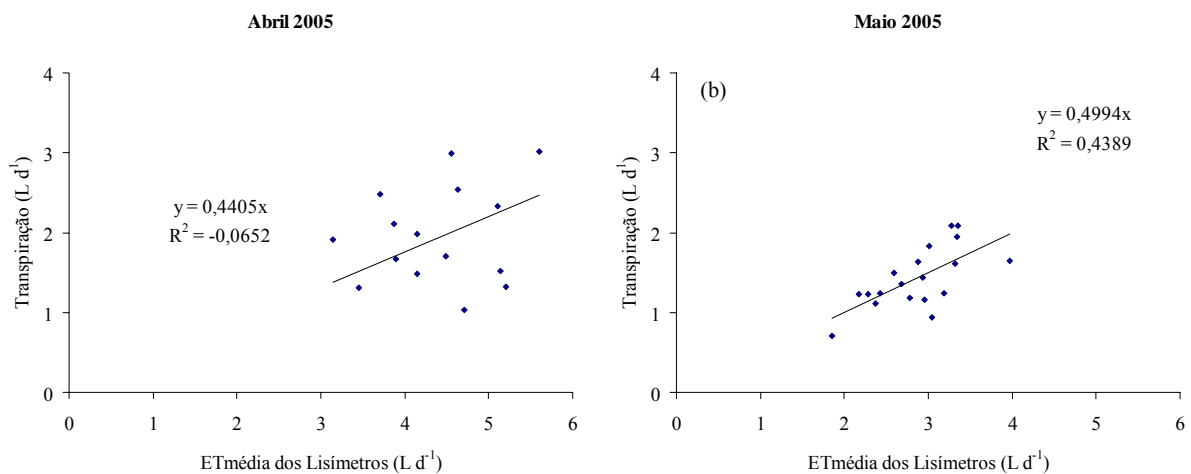 Abril 2005
Transpiração (L d¹)
4
3
2
1
0
y = 0,4405x
R² = -0,0652
0 1 2 3 4 5 6
ETmédia dos Lisímetros (L d⁻¹)
Maio 2005
(b)
Transpiração (L d¹)
4
3
2
1
0
y = 0,4994x
R² = 0,4389
0 1 2 3 4 5 6
ETmédia dos Lisímetros (L d⁻¹)